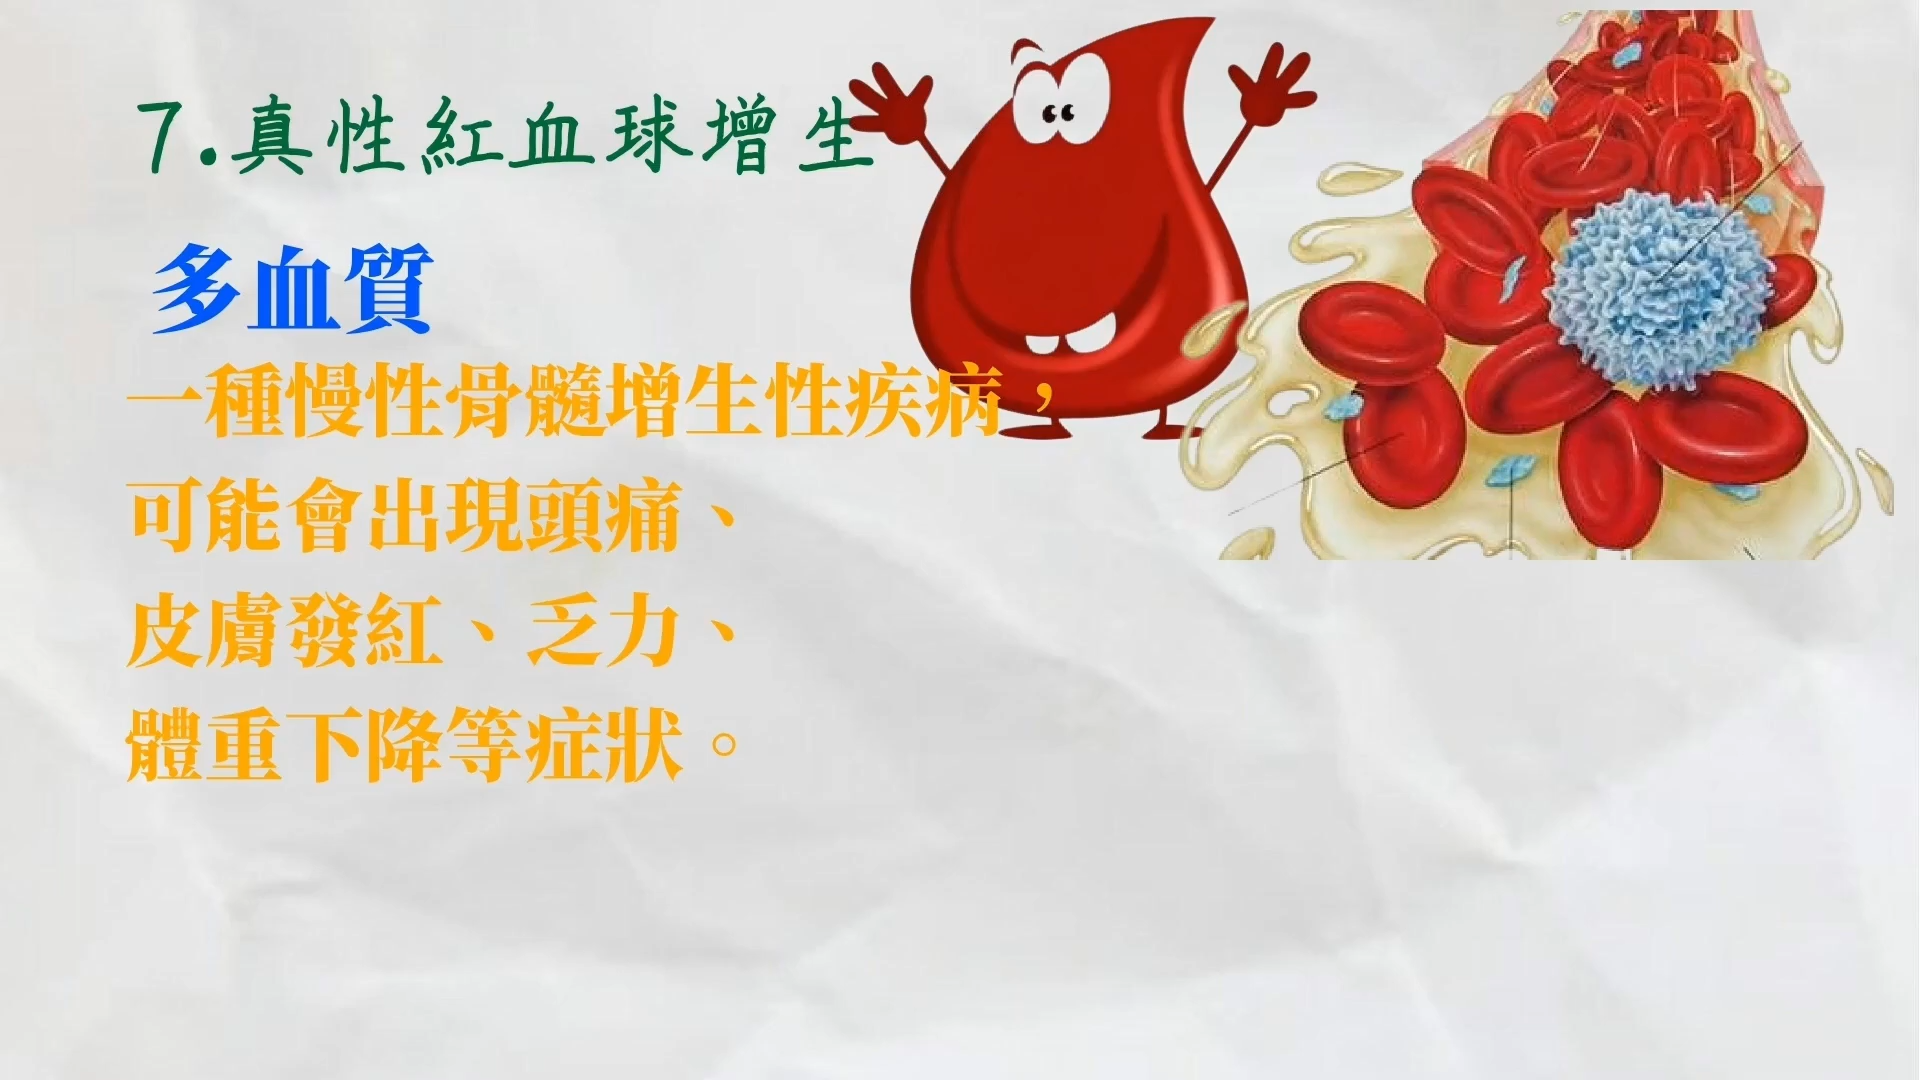 7.真性紅血球增生
多血質
一種慢性骨髓增生性疾病，
可能會出現頭痛、
皮膚發紅、乏力、
體重下降等症狀。